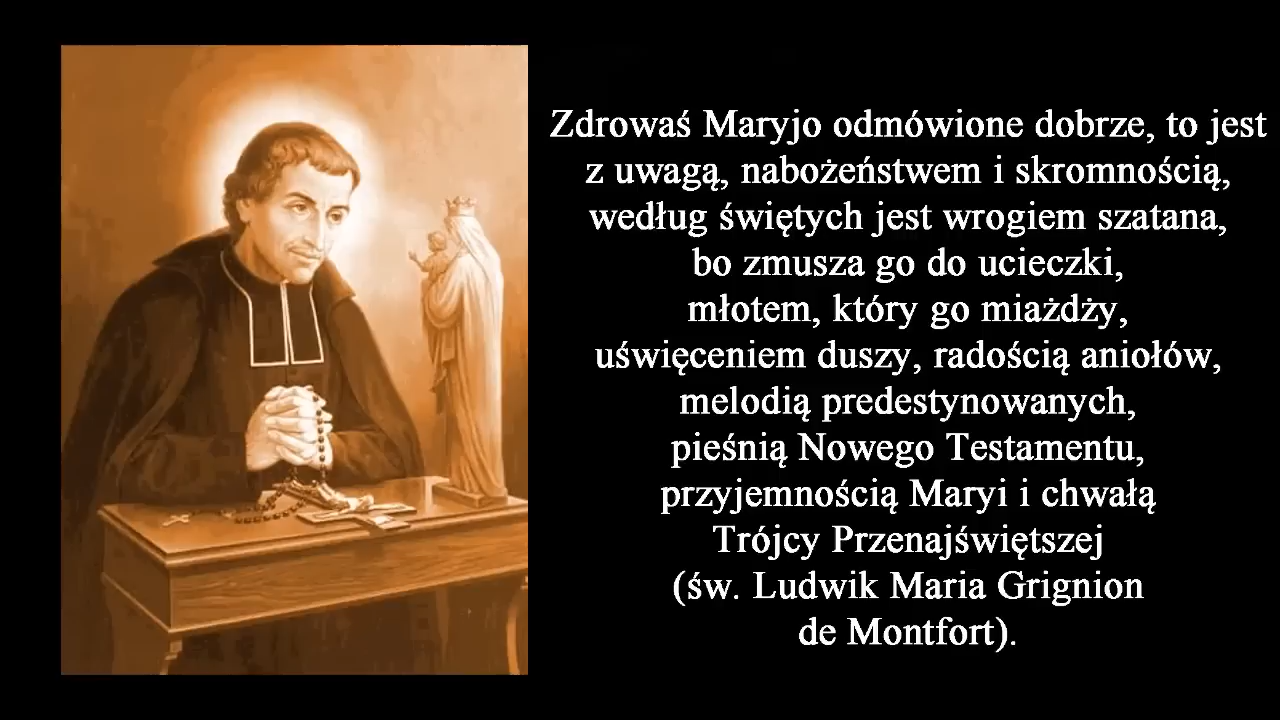 Zdrowaś Maryjo odmówione dobrze, to jest
z uwagą, nabożeństwem i skromnością,
według świętych jest wrogiem szatana,
bo zmusza go do ucieczki,
młotem, który go miażdży,
uświęceniem duszy, radością aniołów,
melodią predestynowanych,
pieśnią Nowego Testamentu,
przyjemnością Maryi i chwałą
Trójcy Przenajświętszej
(św. Ludwik Maria Grignion
de Montfort).